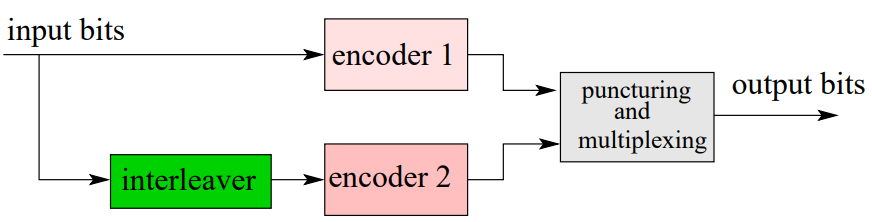 input bits
encoder 1
puncturing
and
multiplexing
output bits
interleaver
encoder 2